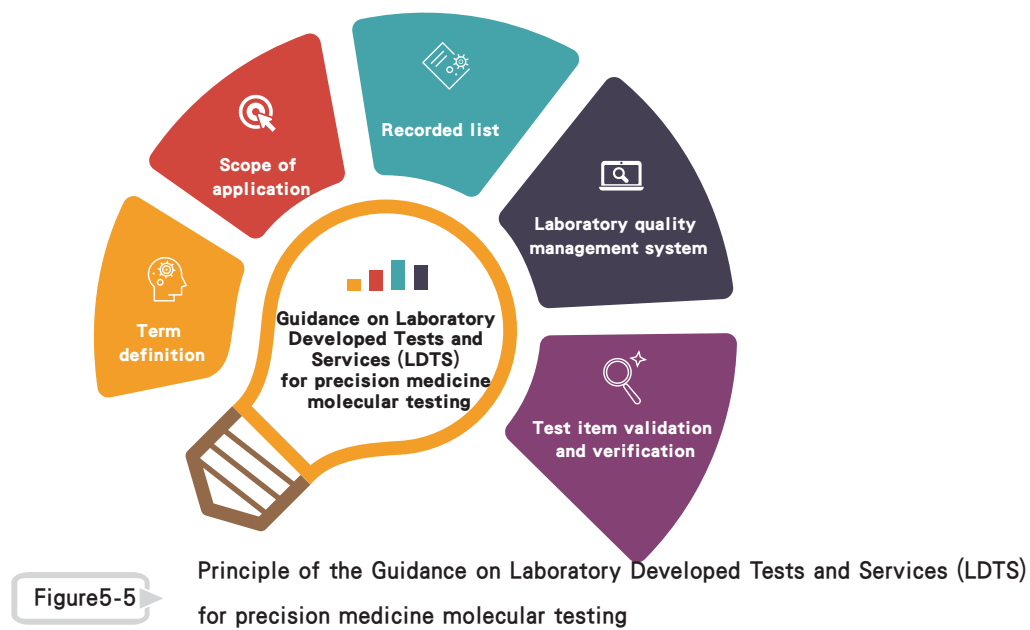 Recorded list
Scope of
application
Laboratory quality
management system
Term
definition
Guidance on Laboratory
Developed Tests and
Services (LDTS)
for precision medicine
molecular testing
Test item validation
and verification
Figure5-5
Principle of the Guidance on Laboratory Developed Tests and Services (LDTS)
for precision medicine molecular testing